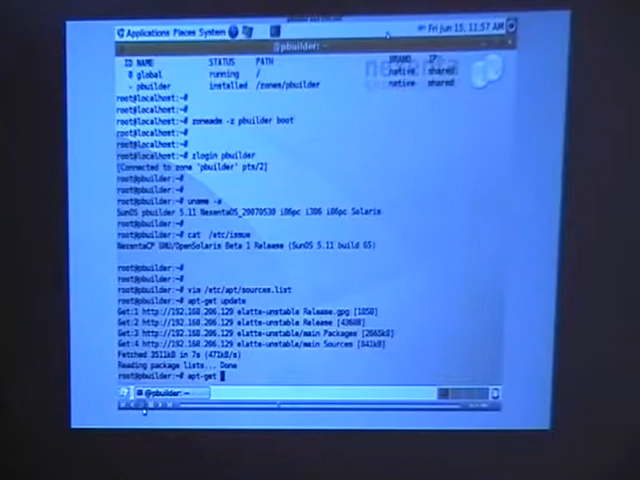 Applications Places System
Fri Jun 15, 11:57 AM
@pbuilder: ~
ID NAME STATUS PATH BRAND IP
0 global running / native shared
- pbuilder installed /zones/pbuilder native shared
nexenta
root@localhost:~#
root@localhost:~#
root@localhost:~# zoneadm -z pbuilder boot
root@localhost:~#
root@localhost:~#
root@localhost:~# zlogin pbuilder
[Connected to zone 'pbuilder' pts/2]
root@pbuilder:~#
root@pbuilder:~#
root@pbuilder:~# uname -a
SunOS pbuilder 5.11 NexentaOS_20070530 i86pc i386 i86pc Solaris
root@pbuilder:~#
root@pbuilder:~# cat /etc/issue
NexentaCP GNU/OpenSolaris Beta 1 Release (SunOS 5.11 build 65)
root@pbuilder:~#
root@pbuilder:~#
root@pbuilder:~# vim /etc/apt/sources.list
root@pbuilder:~# apt-get update
Get:1 http://192.168.206.129 elatte-unstable Release.gpg [105B]
Get:2 http://192.168.206.129 elatte-unstable Release [4368B]
Get:3 http://192.168.206.129 elatte-unstable/main Packages [2665kB]
Get:4 http://192.168.206.129 elatte-unstable/main Sources [841kB]
Fetched 3511kB in 7s (471kB/s)
Reading package lists... Done
root@pbuilder:~# apt-get
@pbuilder: ~